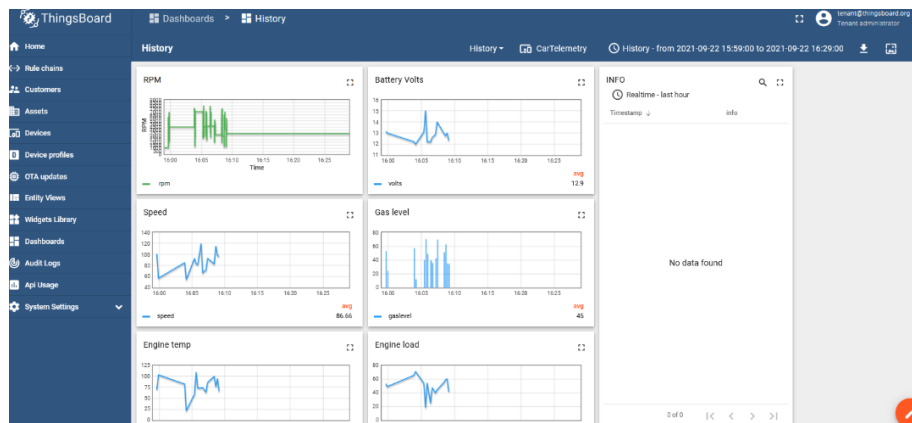 ThingsBoard
Dashboards > History
tenant@thingsboard.org
Tenant administrator
Home
Rule chains
Customers
Assets
Devices
Device profiles
OTA updates
Entity Views
Widgets Library
Dashboards
Audit Logs
Api Usage
System Settings
History
History
CarTelemetry
History - from 2021-09-22 15:59:00 to 2021-09-22 16:29:00
RPM
RPM
16:00 16:05 16:10 16:15 16:20 16:25
Time
rpm
Battery Volts
16
15
14
13
12
11
16:00 16:05 16:10 16:15 16:20 16:25
avg
volts 12.9
INFO
Realtime - last hour
Timestamp ↓ info
No data found
0 of 0
Speed
140
120
100
80
60
40
16:00 16:05 16:10 16:15 16:20 16:25
avg
speed 86.66
Gas level
80
60
40
20
0
16:00 16:05 16:10 16:15 16:20 16:25
avg
gaslevel 45
Engine temp
125
100
75
50
25
0
Engine load
80
60
40
20
0